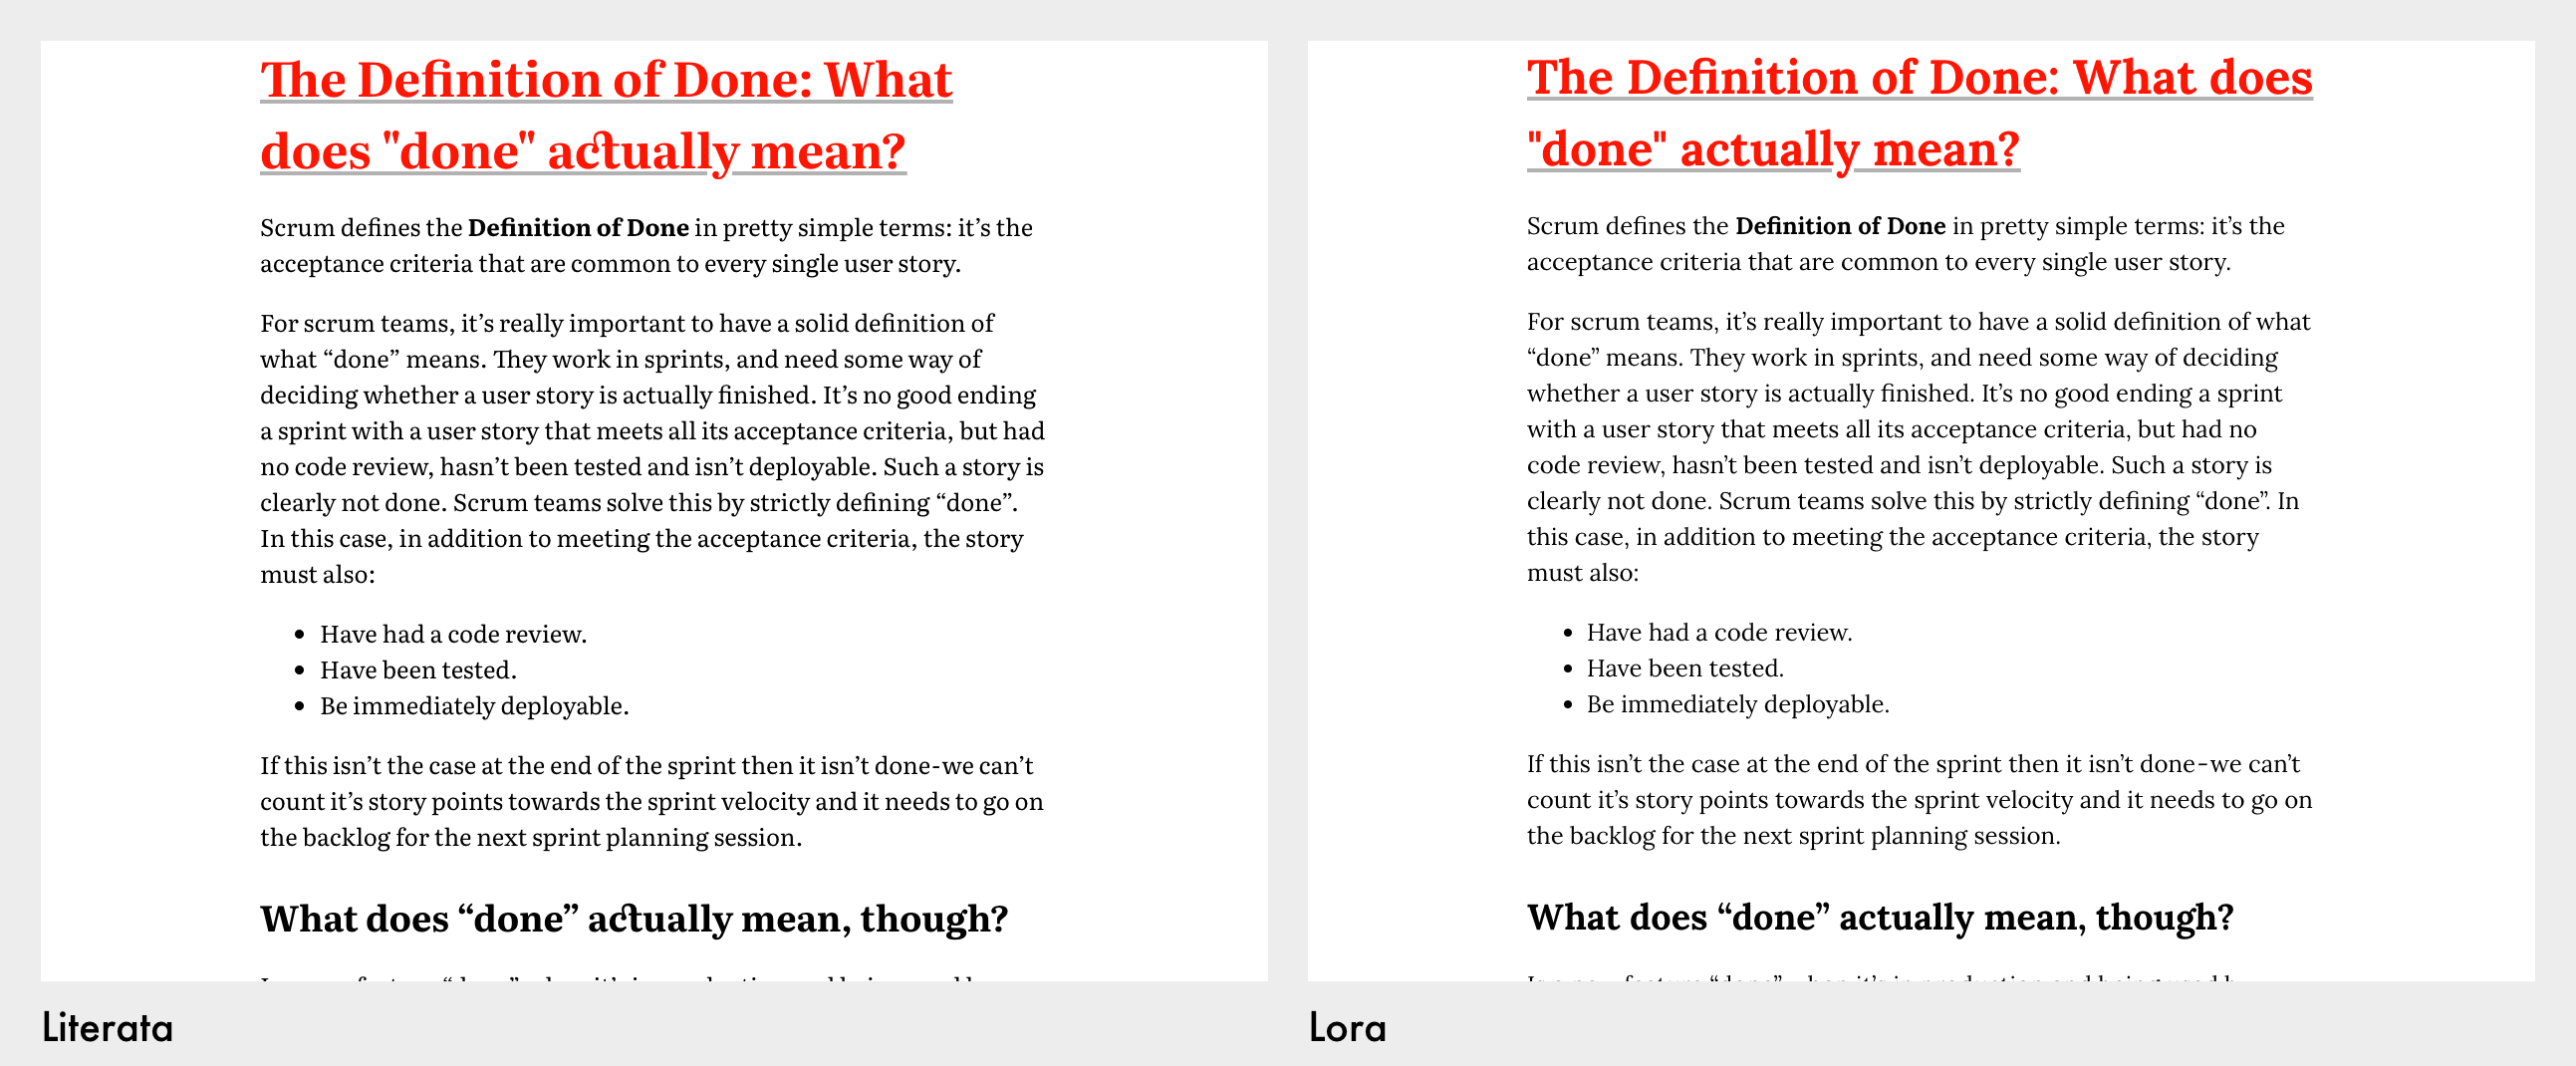 The Definition of Done: What
does "done" actually mean?
Scrum defines the Definition of Done in pretty simple terms: it’s the
acceptance criteria that are common to every single user story.
For scrum teams, it’s really important to have a solid definition of
what “done” means. They work in sprints, and need some way of
deciding whether a user story is actually finished. It’s no good ending
a sprint with a user story that meets all its acceptance criteria, but had
no code review, hasn’t been tested and isn’t deployable. Such a story is
clearly not done. Scrum teams solve this by strictly defining “done”.
In this case, in addition to meeting the acceptance criteria, the story
must also:
• Have had a code review.
• Have been tested.
• Be immediately deployable.
If this isn’t the case at the end of the sprint then it isn’t done-we can’t
count it’s story points towards the sprint velocity and it needs to go on
the backlog for the next sprint planning session.
What does “done” actually mean, though?
Literata
The Definition of Done: What does
"done" actually mean?
Scrum defines the Definition of Done in pretty simple terms: it’s the
acceptance criteria that are common to every single user story.
For scrum teams, it’s really important to have a solid definition of what
“done” means. They work in sprints, and need some way of deciding
whether a user story is actually finished. It’s no good ending a sprint
with a user story that meets all its acceptance criteria, but had no
code review, hasn’t been tested and isn’t deployable. Such a story is
clearly not done. Scrum teams solve this by strictly defining “done”. In
this case, in addition to meeting the acceptance criteria, the story
must also:
• Have had a code review.
• Have been tested.
• Be immediately deployable.
If this isn’t the case at the end of the sprint then it isn’t done-we can’t
count it’s story points towards the sprint velocity and it needs to go on
the backlog for the next sprint planning session.
What does “done” actually mean, though?
Lora